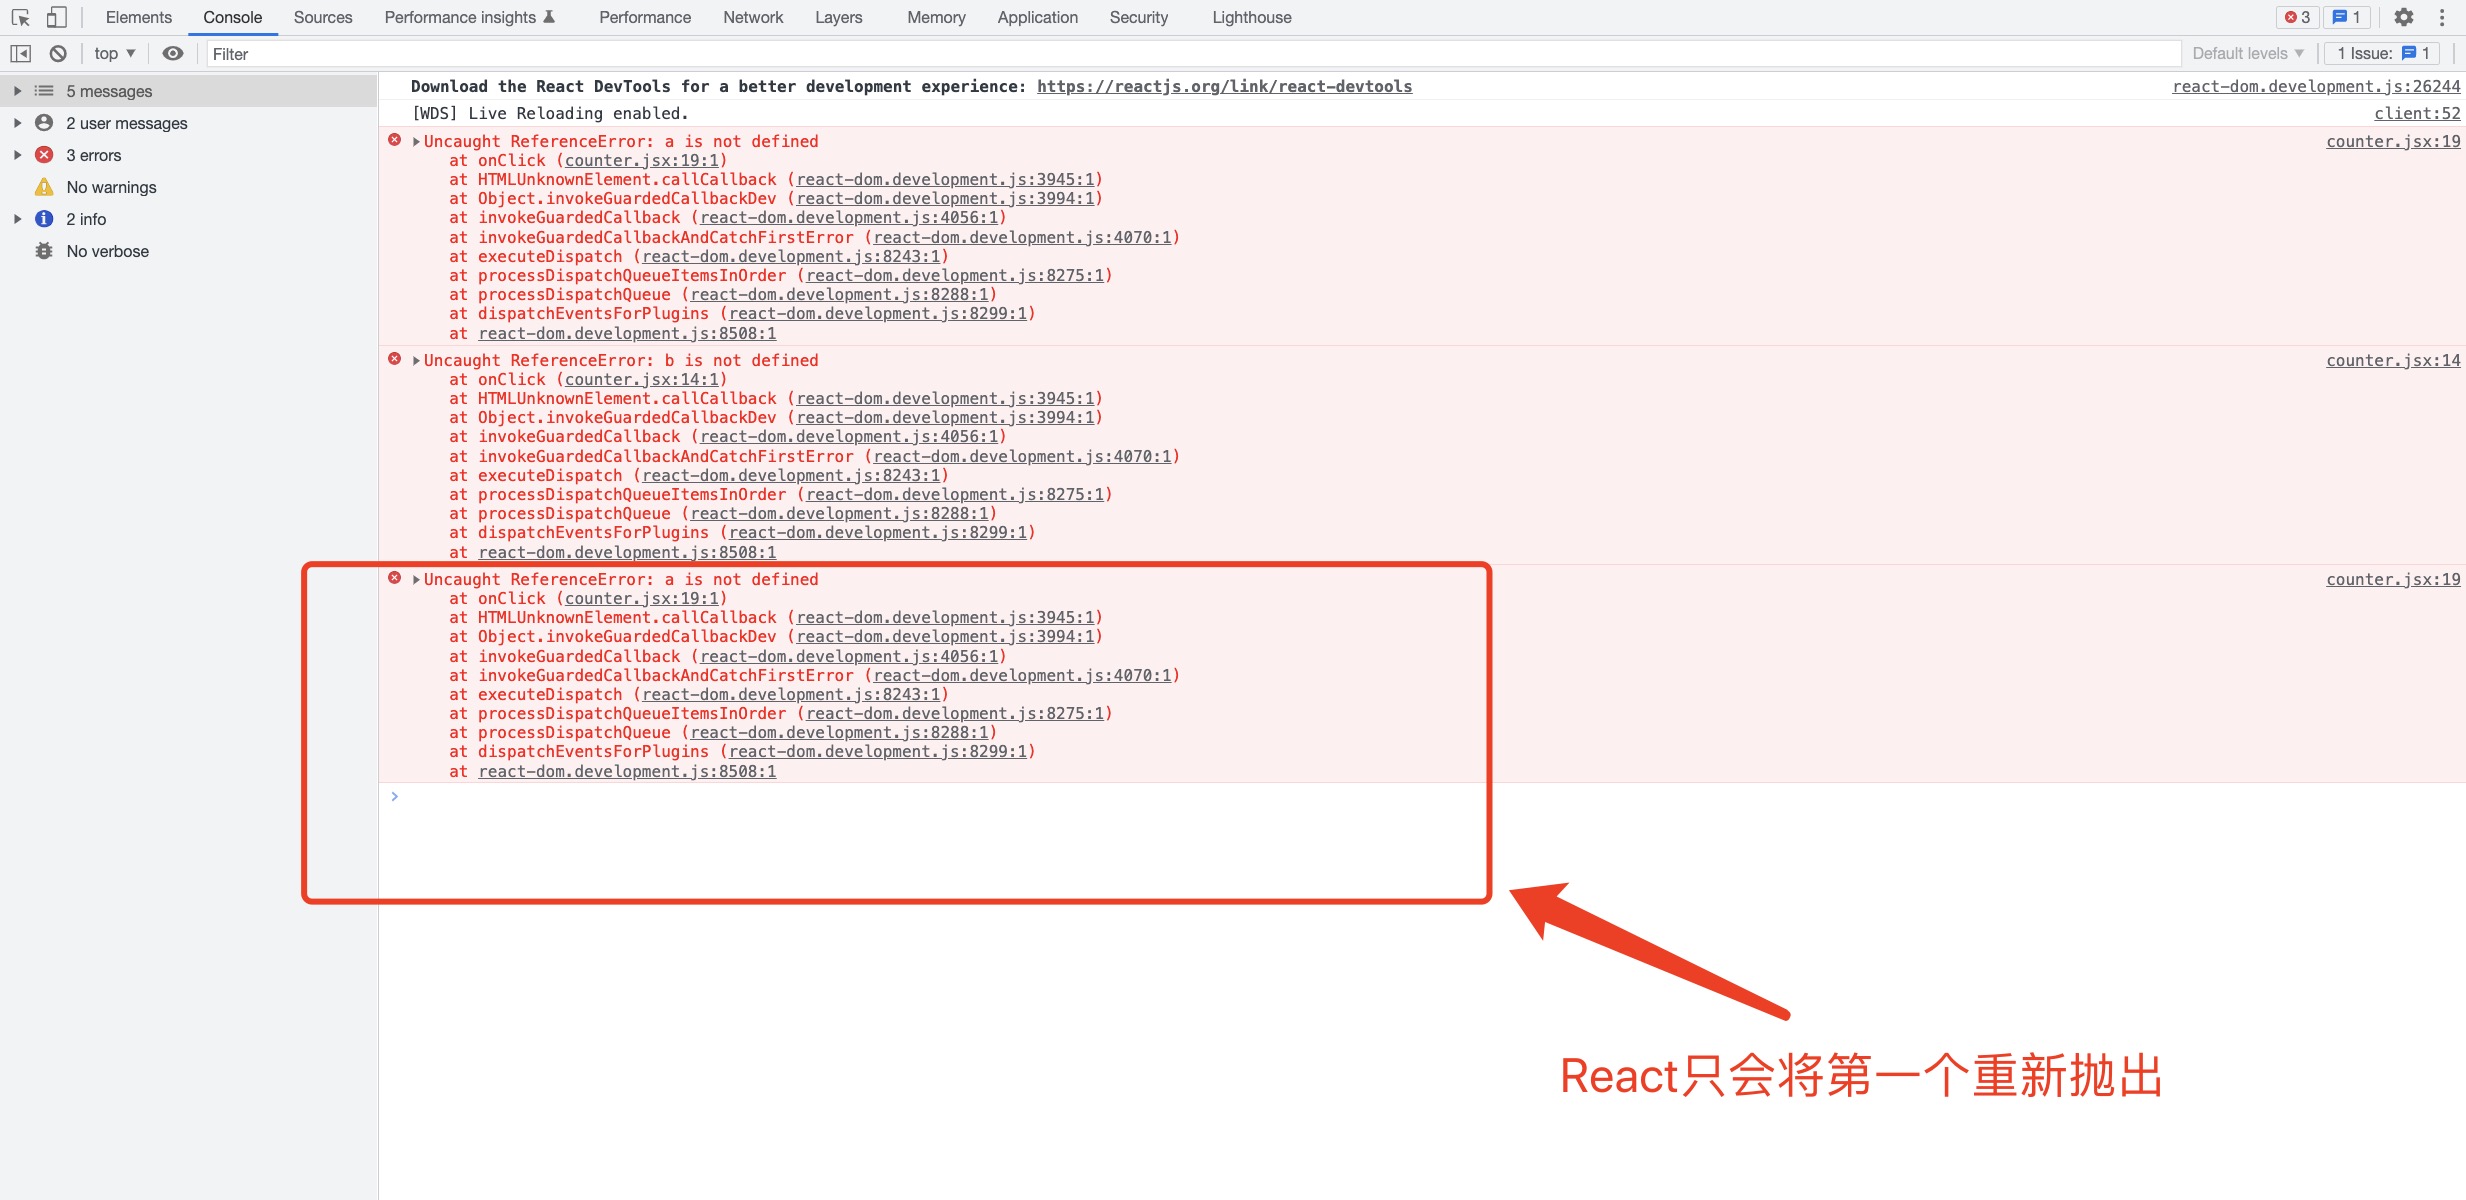 Elements Console Sources Performance insights Performance Network Layers Memory Application Security Lighthouse 3 1
top Filter Default levels 1 Issue: 1
5 messages
2 user messages
3 errors
No warnings
2 info
No verbose
Download the React DevTools for a better development experience: https://reactjs.org/link/react-devtools react-dom.development.js:26244
[WDS] Live Reloading enabled. client:52
Uncaught ReferenceError: a is not defined counter.jsx:19
at onClick (counter.jsx:19:1)
at HTMLUnknownElement.callCallback (react-dom.development.js:3945:1)
at Object.invokeGuardedCallbackDev (react-dom.development.js:3994:1)
at invokeGuardedCallback (react-dom.development.js:4056:1)
at invokeGuardedCallbackAndCatchFirstError (react-dom.development.js:4070:1)
at executeDispatch (react-dom.development.js:8243:1)
at processDispatchQueueItemsInOrder (react-dom.development.js:8275:1)
at processDispatchQueue (react-dom.development.js:8288:1)
at dispatchEventsForPlugins (react-dom.development.js:8299:1)
at react-dom.development.js:8508:1
Uncaught ReferenceError: b is not defined counter.jsx:14
at onClick (counter.jsx:14:1)
at HTMLUnknownElement.callCallback (react-dom.development.js:3945:1)
at Object.invokeGuardedCallbackDev (react-dom.development.js:3994:1)
at invokeGuardedCallback (react-dom.development.js:4056:1)
at invokeGuardedCallbackAndCatchFirstError (react-dom.development.js:4070:1)
at executeDispatch (react-dom.development.js:8243:1)
at processDispatchQueueItemsInOrder (react-dom.development.js:8275:1)
at processDispatchQueue (react-dom.development.js:8288:1)
at dispatchEventsForPlugins (react-dom.development.js:8299:1)
at react-dom.development.js:8508:1
Uncaught ReferenceError: a is not defined counter.jsx:19
at onClick (counter.jsx:19:1)
at HTMLUnknownElement.callCallback (react-dom.development.js:3945:1)
at Object.invokeGuardedCallbackDev (react-dom.development.js:3994:1)
at invokeGuardedCallback (react-dom.development.js:4056:1)
at invokeGuardedCallbackAndCatchFirstError (react-dom.development.js:4070:1)
at executeDispatch (react-dom.development.js:8243:1)
at processDispatchQueueItemsInOrder (react-dom.development.js:8275:1)
at processDispatchQueue (react-dom.development.js:8288:1)
at dispatchEventsForPlugins (react-dom.development.js:8299:1)
at react-dom.development.js:8508:1
React只会将第一个重新抛出